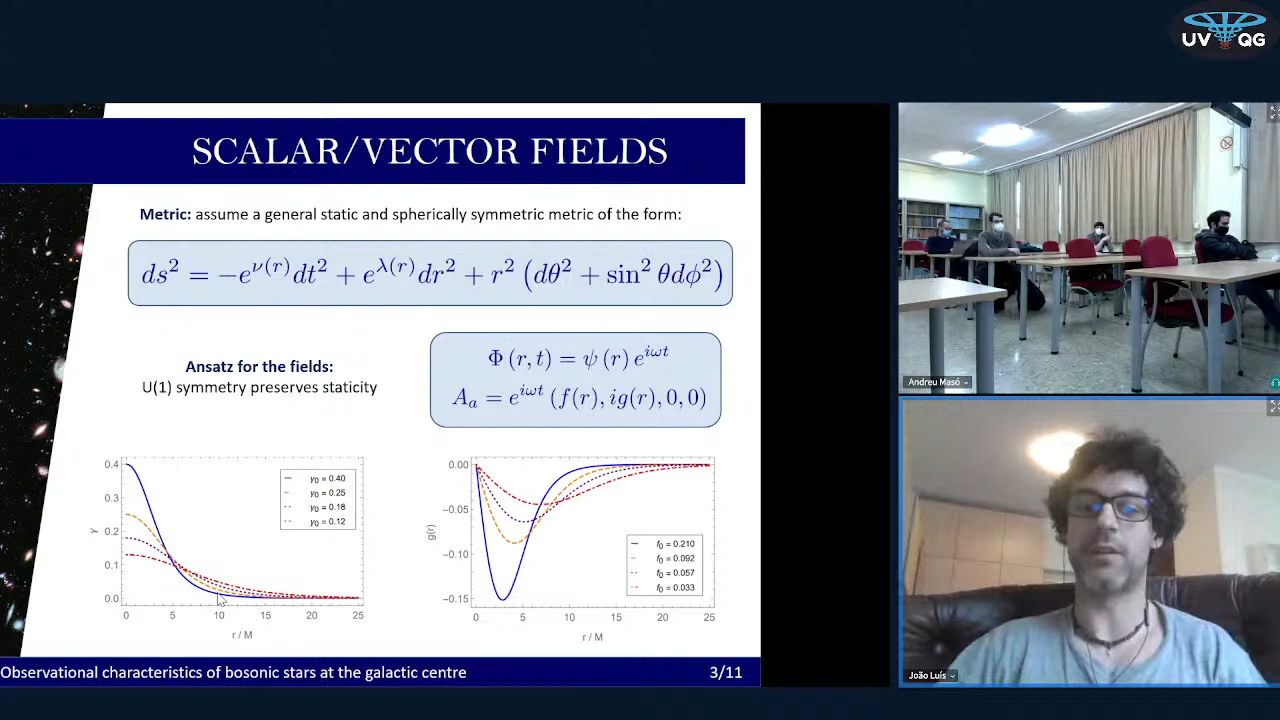 UV QG
SCALAR/VECTOR FIELDS
Metric: assume a general static and spherically symmetric metric of the form:
ds² = −e^{ν(r)}dt² + e^{λ(r)}dr² + r² (dθ² + sin² θdϕ²)
Ansatz for the fields:
U(1) symmetry preserves staticity
Φ (r, t) = ψ (r) e^{iωt}
A_a = e^{iωt} (f(r), ig(r), 0, 0)
γ
0.4
0.3
0.2
0.1
0.0
γ₀ = 0.40
γ₀ = 0.25
γ₀ = 0.18
γ₀ = 0.12
0 5 10 15 20 25
r / M
g(r)
0.00
−0.05
−0.10
−0.15
f₀ = 0.210
f₀ = 0.092
f₀ = 0.057
f₀ = 0.033
0 5 10 15 20 25
r / M
Observational characteristics of bosonic stars at the galactic centre 3/11
Andreu Masó
João Luís